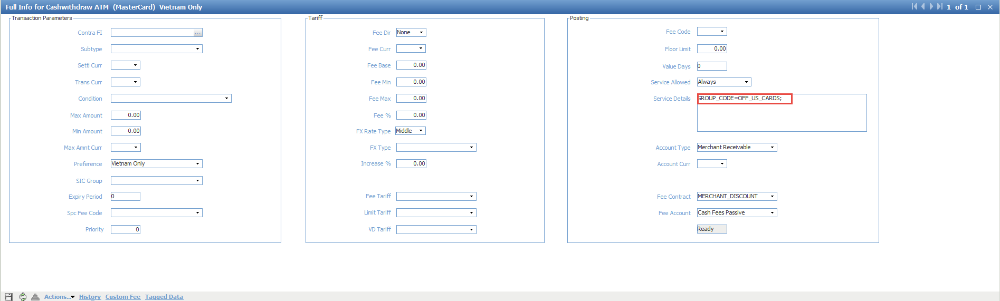 Full Info for Cashwithdraw ATM (MasterCard) Vietnam Only
1 of 1
Transaction Parameters
Contra FI ...
Subtype
Settl Curr
Trans Curr
Condition
Max Amount 0.00
Min Amount 0.00
Max Amnt Curr
Preference Vietnam Only
SIC Group
Expiry Period 0
Spc Fee Code
Priority 0
Tariff
Fee Dir None
Fee Curr
Fee Base 0.00
Fee Min 0.00
Fee Max 0.00
Fee % 0.00
FX Rate Type Middle
FX Type
Increase % 0.00
Fee Tariff
Limit Tariff
VD Tariff
Posting
Fee Code
Floor Limit 0.00
Value Days 0
Service Allowed Always
Service Details GROUP_CODE=OFF_US_CARDS;
Account Type Merchant Receivable
Account Curr
Fee Contract MERCHANT_DISCOUNT
Fee Account Cash Fees Passive
Ready
Actions... History Custom Fee Tagged Data